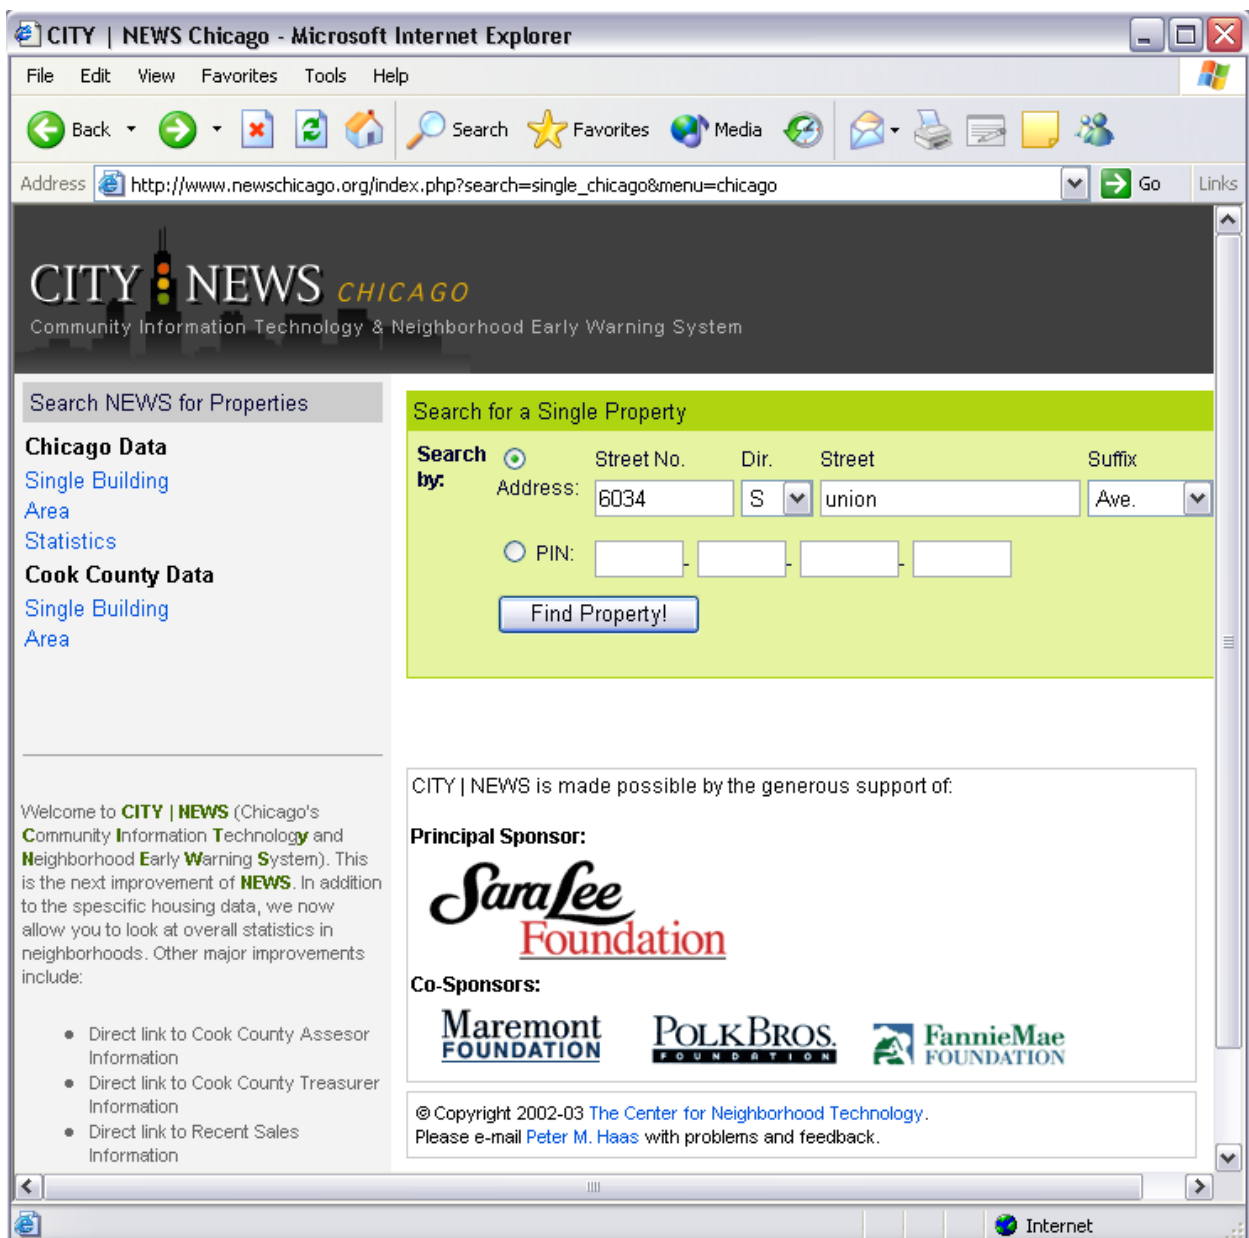 CITY | NEWS Chicago - Microsoft Internet Explorer
File Edit View Favorites Tools Help
Back Search Favorites Media
Address http://www.newschicago.org/index.php?search=single_chicago&menu=chicago Go Links
CITY NEWS CHICAGO
Community Information Technology & Neighborhood Early Warning System
Search NEWS for Properties
Chicago Data
Single Building
Area
Statistics
Cook County Data
Single Building
Area
Search for a Single Property
Search by: Address: Street No. Dir. Street Suffix
6034 S union Ave.
PIN: - - -
Find Property!
Welcome to CITY | NEWS (Chicago's
Community Information Technology and
Neighborhood Early Warning System). This
is the next improvement of NEWS. In addition
to the spescific housing data, we now
allow you to look at overall statistics in
neighborhoods. Other major improvements
include:
Direct link to Cook County Assesor
Information
Direct link to Cook County Treasurer
Information
Direct link to Recent Sales
Information
CITY | NEWS is made possible by the generous support of:
Principal Sponsor:
Sara Lee
Foundation
Co-Sponsors:
Maremont
FOUNDATION
POLK BROS.
FOUNDATION
FannieMae
FOUNDATION
© Copyright 2002-03 The Center for Neighborhood Technology.
Please e-mail Peter M. Haas with problems and feedback.
Internet